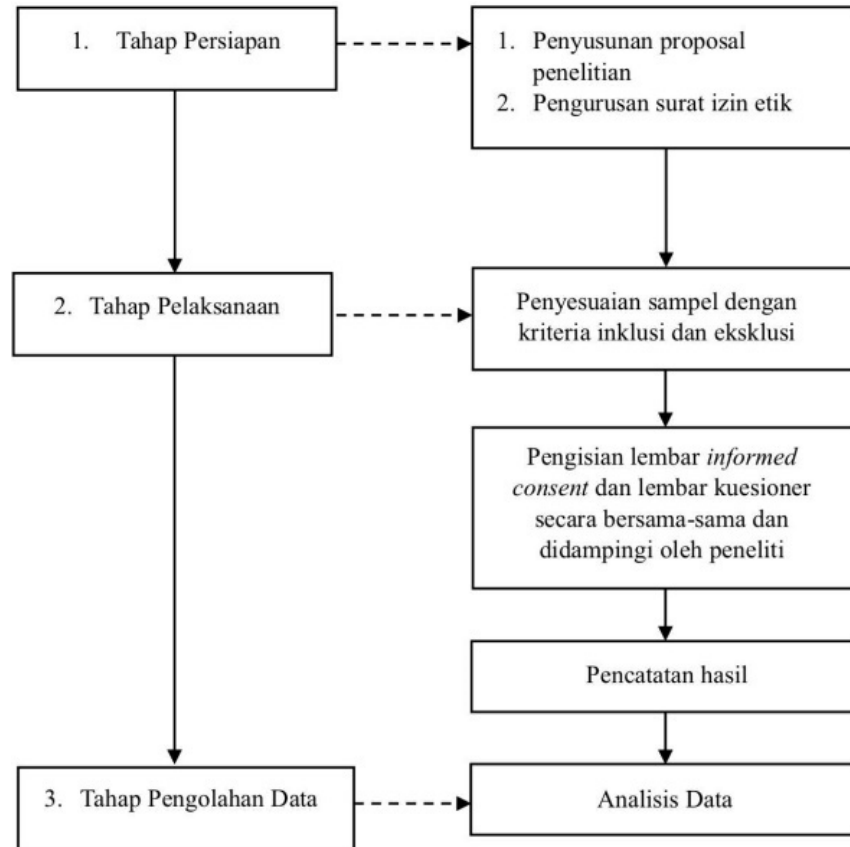 1. Tahap Persiapan
1. Penyusunan proposal
penelitian
2. Pengurusan surat izin etik
2. Tahap Pelaksanaan
Penyesuaian sampel dengan
kriteria inklusi dan eksklusi
Pengisian lembar informed
consent dan lembar kuesioner
secara bersama-sama dan
didampingi oleh peneliti
Pencatatan hasil
3. Tahap Pengolahan Data
Analisis Data